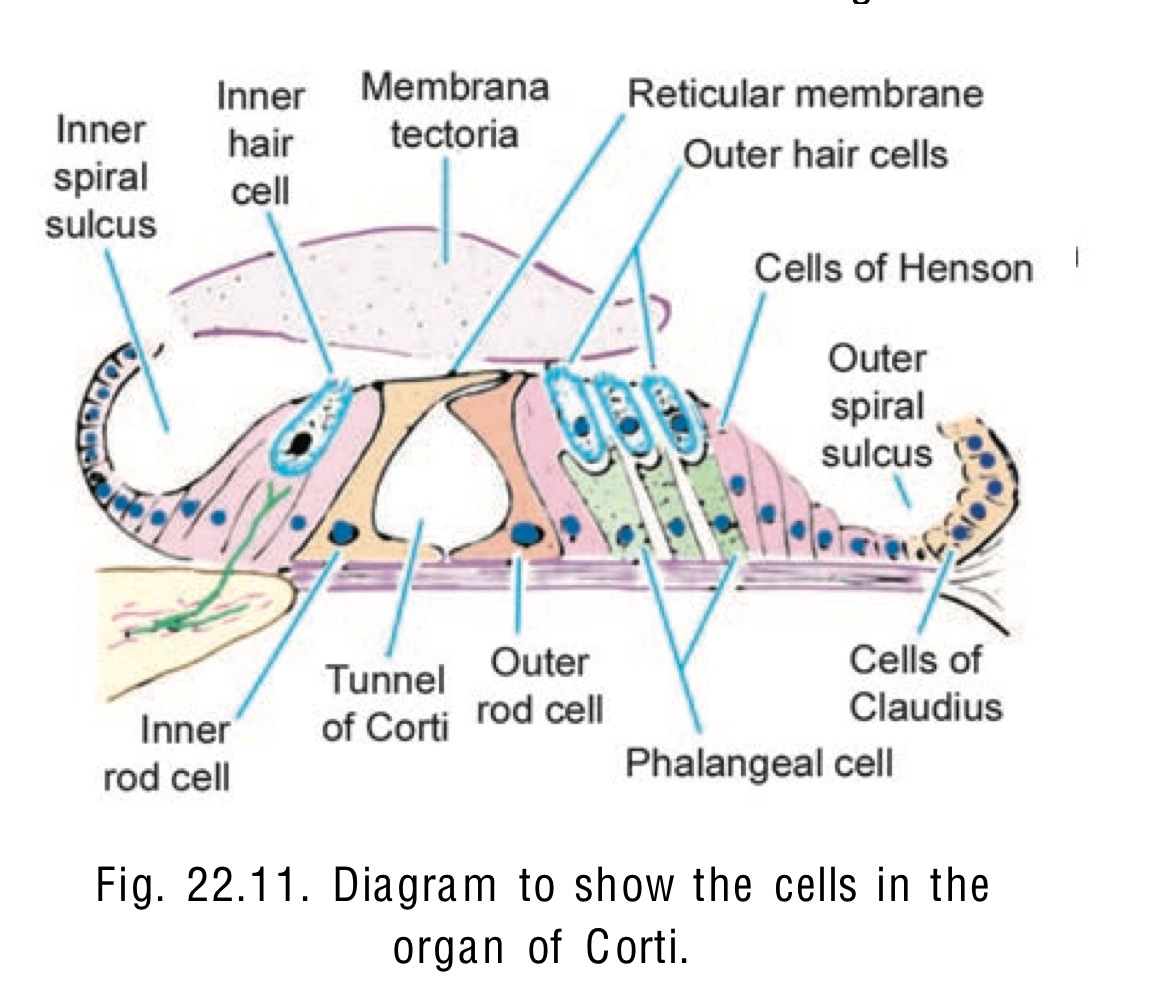 Inner
spiral
sulcus
Inner
hair
cell
Membrana
tectoria
Reticular membrane
Outer hair cells
Cells of Henson
Outer
spiral
sulcus
Inner
rod cell
Tunnel
of Corti
Outer
rod cell
Phalangeal cell
Cells of
Claudius
Fig. 22.11. Diagram to show the cells in the
organ of Corti.